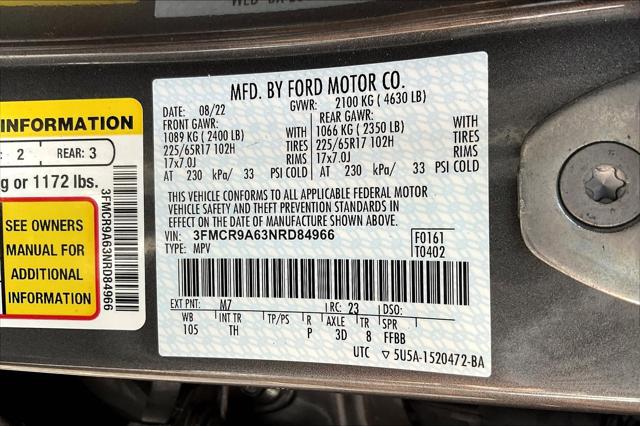 INFORMATION
: 2 REAR: 3
g or 1172 lbs.
SEE OWNERS
MANUAL FOR
ADDITIONAL
INFORMATION
3FMCR9A63NRD84966
MFD. BY FORD MOTOR CO.
DATE: 08/22 GVWR: 2100 KG ( 4630 LB)
FRONT GAWR: REAR GAWR:
1089 KG ( 2400 LB) WITH 1066 KG ( 2350 LB) WITH
225/65R17 102H TIRES 225/65R17 102H TIRES
17x7.0J RIMS 17x7.0J RIMS
AT 230 kPa/ 33 PSI COLD AT 230 kPa/ 33 PSI COLD
THIS VEHICLE CONFORMS TO ALL APPLICABLE FEDERAL MOTOR
VEHICLE SAFETY AND THEFT PREVENTION STANDARDS IN
EFFECT ON THE DATE OF MANUFACTURE SHOWN ABOVE.
VIN: 3FMCR9A63NRD84966 F0161
TYPE: MPV T0402
EXT PNT: M7 RC: 23 DSO:
WB INT TR TP/PS R AXLE TR SPR
105 TH P 3D 8 FFBB
UTC ▽ 5U5A-1520472-BA